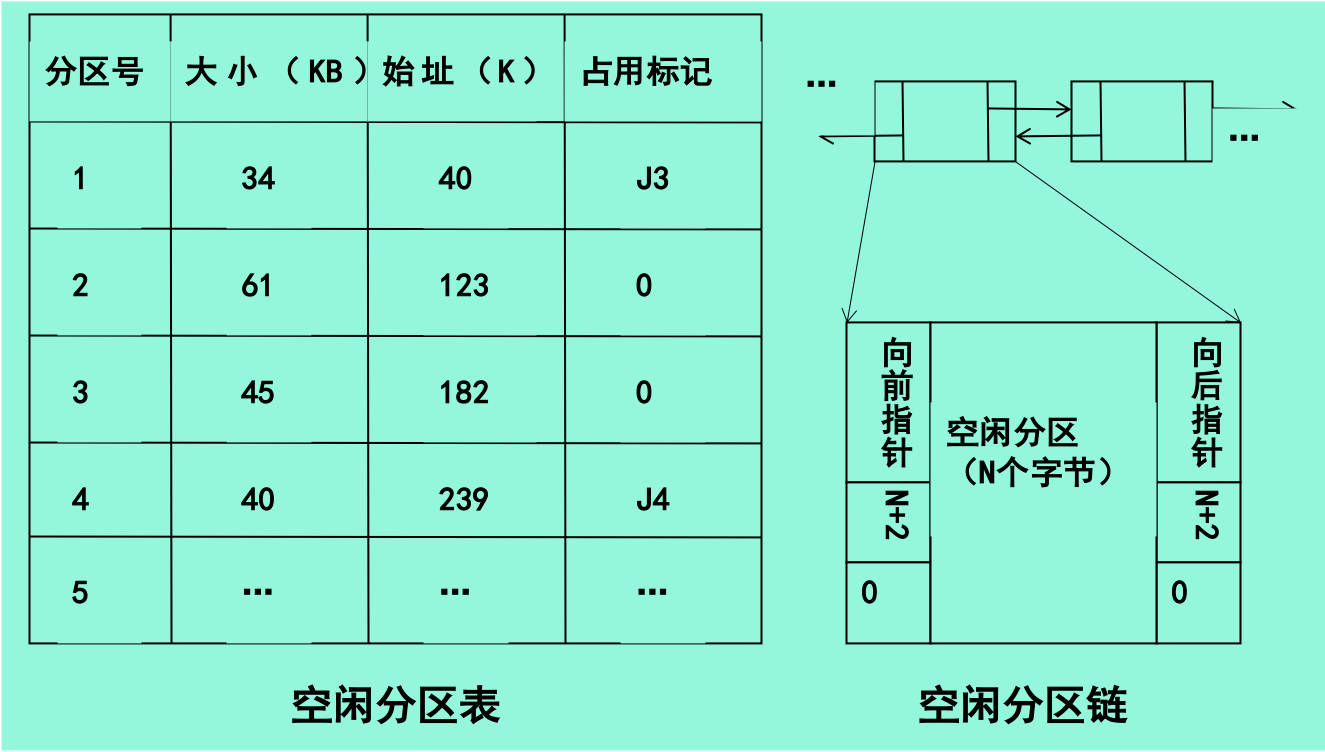 分区号 大小（KB） 始址（K） 占用标记
1 34 40 J3
2 61 123 0
3 45 182 0
4 40 239 J4
5 … … …
空闲分区表
…
…
向前指针
N+2
0
空闲分区
（N个字节）
向后指针
N+2
0
空闲分区链